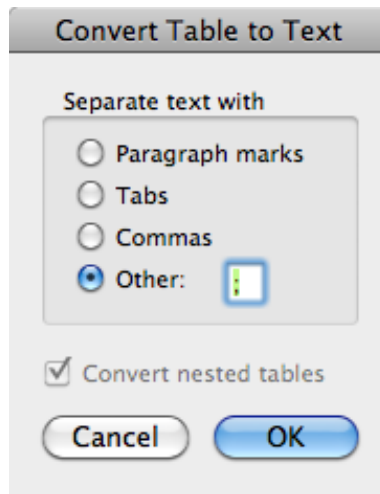 Convert Table to Text
Separate text with
Paragraph marks
Tabs
Commas
Other:
Convert nested tables
Cancel
OK